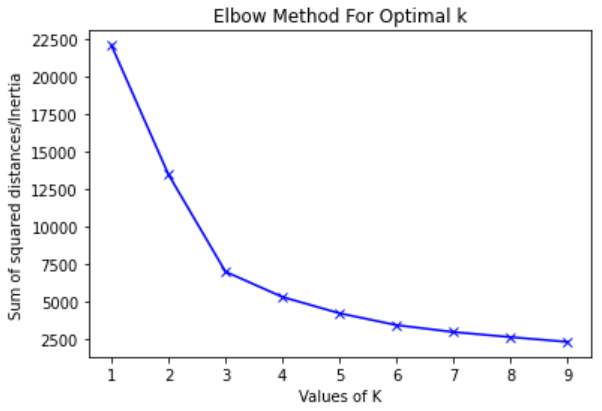 Elbow Method For Optimal k
Sum of squared distances/Inertia
22500
20000
17500
15000
12500
10000
7500
5000
2500
1 2 3 4 5 6 7 8 9
Values of K